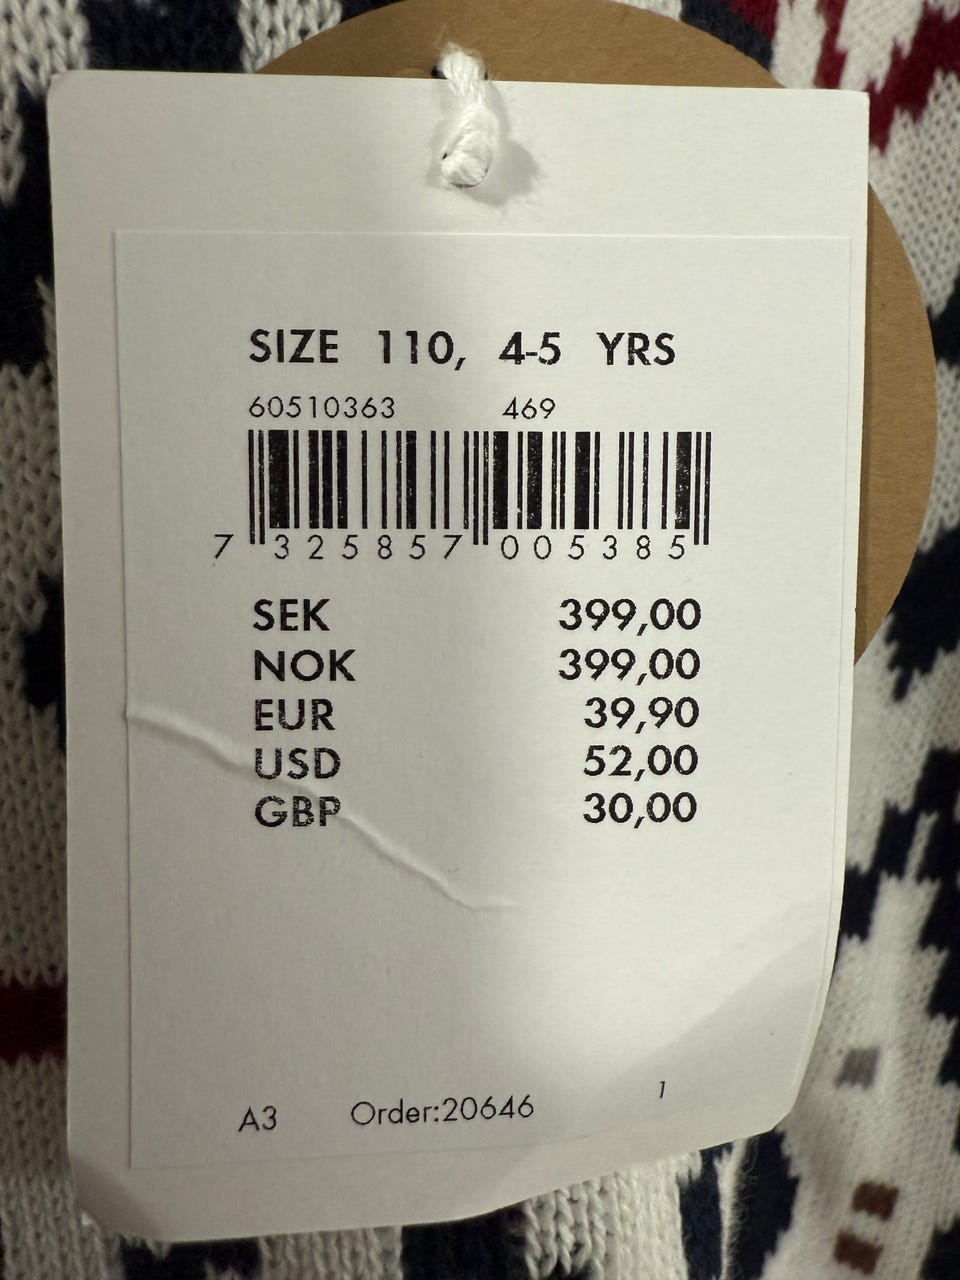 SIZE 110, 4-5 YRS
60510363 469
7 325857 005385
SEK 399,00
NOK 399,00
EUR 39,90
USD 52,00
GBP 30,00
A3 Order:20646 1